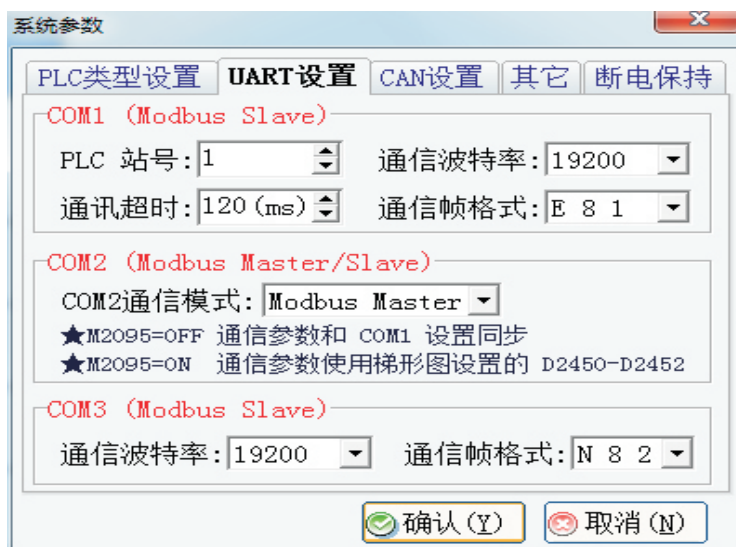 系统参数
PLC类型设置 UART设置 CAN设置 其它 断电保持
COM1 (Modbus Slave)
PLC 站号: 1 通信波特率: 19200
通讯超时: 120(ms) 通信帧格式: E 8 1
COM2 (Modbus Master/Slave)
COM2通信模式: Modbus Master
★M2095=OFF 通信参数和 COM1 设置同步
★M2095=ON 通信参数使用梯形图设置的 D2450-D2452
COM3 (Modbus Slave)
通信波特率: 19200 通信帧格式: N 8 2
确认(Y) 取消(N)